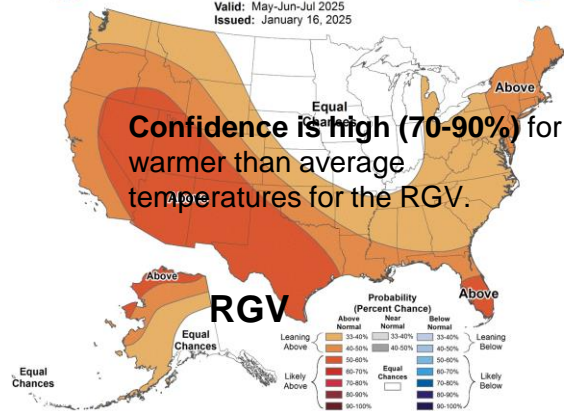 Valid: May-Jun-Jul 2025
Issued: January 16, 2025
Above
Equal
Chances
Confidence is high (70-90%) for
warmer than average
temperatures for the RGV.
Above
Above
RGV
Above
Equal
Chances
Equal
Chances
Probability
(Percent Chance)
Above Normal
Near Normal
Below Normal
Leaning Above
33-40% 33-40% 33-40%
40-50% 40-50% 40-50%
Leaning Below
Likely Above
50-60% 50-60%
60-70% 60-70%
70-80% 70-80%
80-90% 80-90%
90-100% 90-100%
Equal Chances
Likely Below